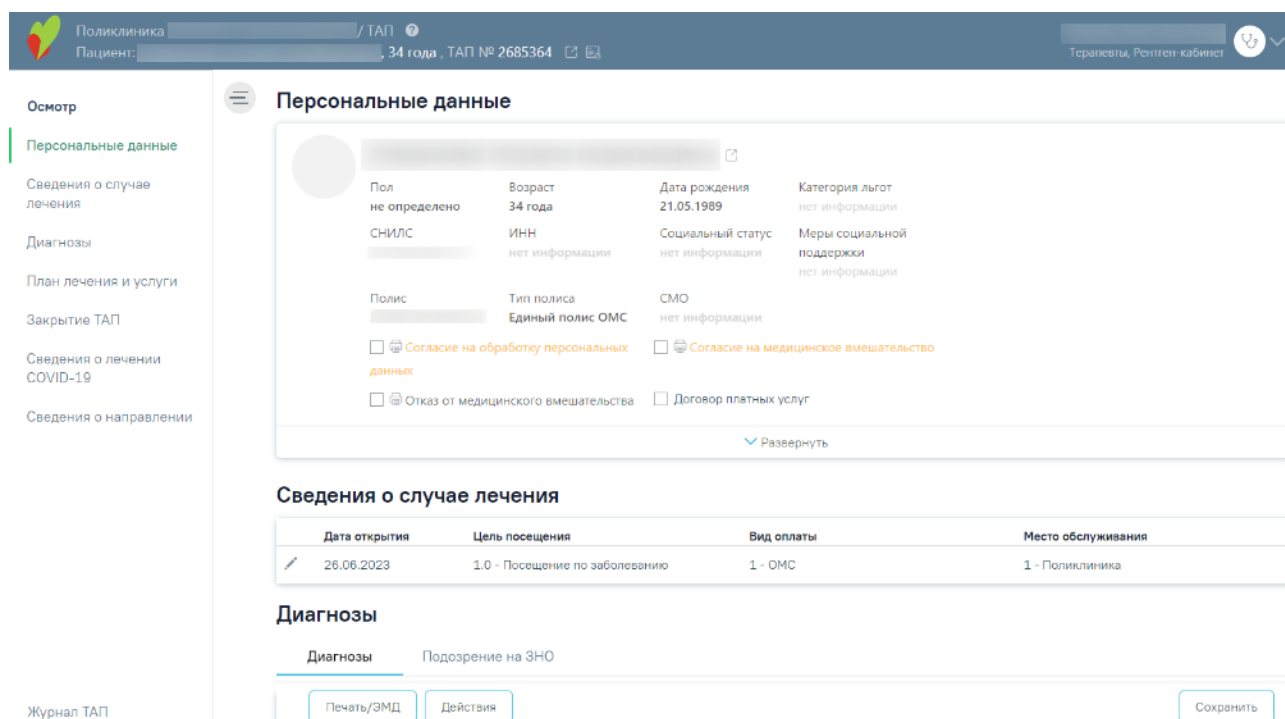 Поликлиника / ТАП
Пациент: , 34 года , ТАП № 2685364
Терапевты, Рентген-кабинет
Осмотр
Персональные данные
Сведения о случае
лечения
Диагнозы
План лечения и услуги
Закрытие ТАП
Сведения о лечении
COVID-19
Сведения о направлении
Журнал ТАП
Персональные данные
Пол Возраст Дата рождения Категория льгот
не определено 34 года 21.05.1989 нет информации
СНИЛС ИНН Социальный статус Меры социальной
поддержки
нет информации нет информации
нет информации
Полис Тип полиса СМО
Единый полис ОМС нет информации
Согласие на обработку персональных Согласие на медицинское вмешательство
данных
Отказ от медицинского вмешательства Договор платных услуг
Развернуть
Сведения о случае лечения
Дата открытия Цель посещения Вид оплаты Место обслуживания
26.06.2023 1.0 - Посещение по заболеванию 1 - ОМС 1 - Поликлиника
Диагнозы
Диагнозы Подозрение на ЗНО
Печать/ЭМД Действия Сохранить